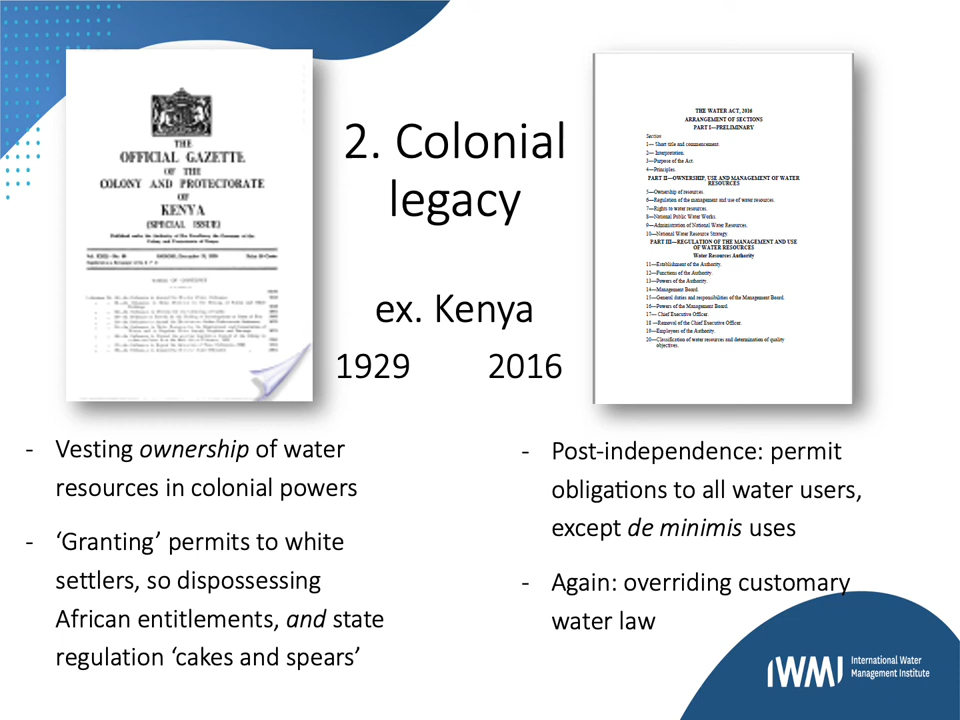 THE
OFFICIAL GAZETTE
OF THE
COLONY AND PROTECTORATE
OF
KENYA
(SPECIAL ISSUE)
2. Colonial
legacy
ex. Kenya
1929 2016
THE WATER ACT, 2016
ARRANGEMENT OF SECTIONS
PART I—PRELIMINARY
Section
1— Short title and commencement.
2— Interpretation.
3—Purpose of the Act.
4—Principles.
PART II—OWNERSHIP, USE AND MANAGEMENT OF WATER
RESOURCES
5—Ownership of resources.
6—Regulation of the management and use of water resources.
7—Rights to water resources.
8—National Public Water Works.
9—Administration of National Water Resources.
10—National Water Resource Strategy.
PART III—REGULATION OF THE MANAGEMENT AND USE
OF WATER RESOURCES
Water Resources Authority
11—Establishment of the Authority.
12—Functions of the Authority.
13—Powers of the Authority.
14—Management Board.
15—General duties and responsibilities of the Management Board.
16—Powers of the Management Board.
17— Chief Executive Officer.
18 —Removal of the Chief Executive Officer.
19—Employees of the Authority.
20—Classification of water resources and determination of quality
objectives.
- Vesting ownership of water
resources in colonial powers
- ‘Granting’ permits to white
settlers, so dispossessing
African entitlements, and state
regulation ‘cakes and spears’
- Post-independence: permit
obligations to all water users,
except de minimis uses
- Again: overriding customary
water law
IWMI
International Water
Management Institute